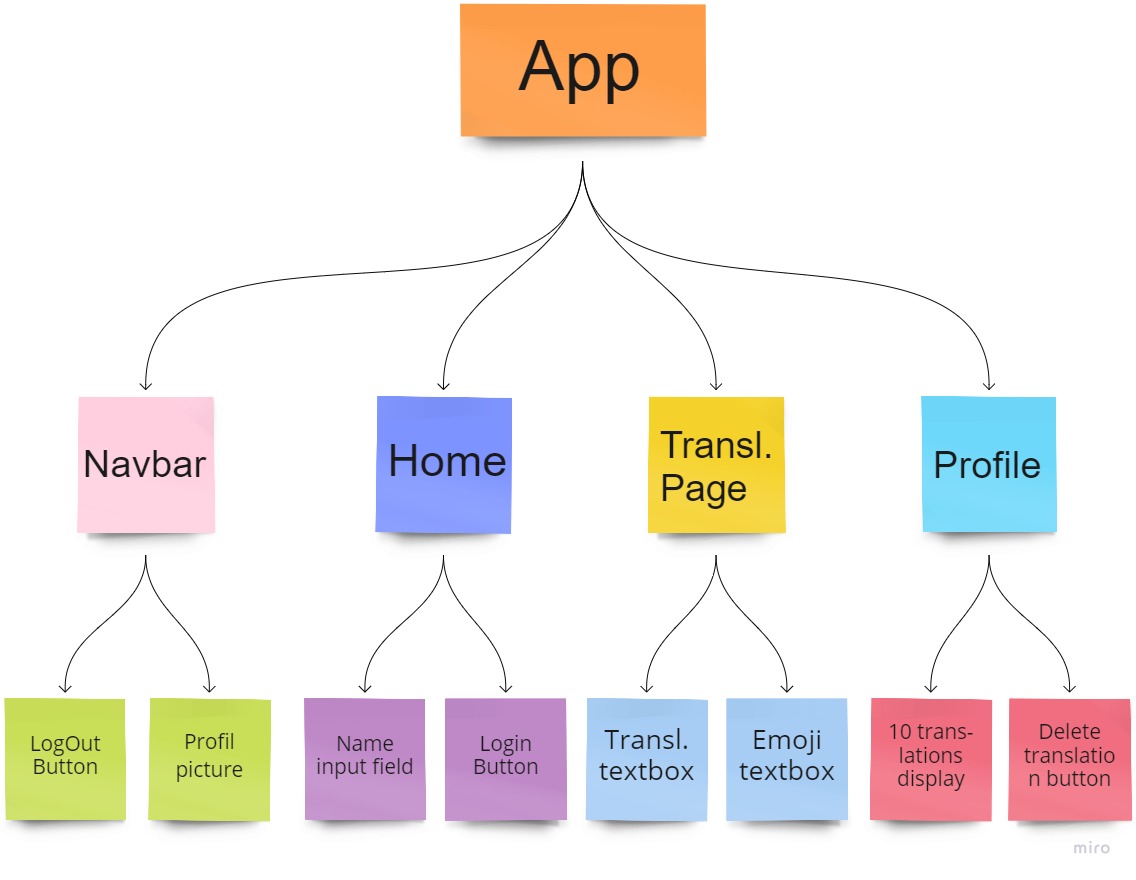 App
Navbar
Home
Transl.
Page
Profile
LogOut
Button
Profil
picture
Name
input field
Login
Button
Transl.
textbox
Emoji
textbox
10 trans-
lations
display
Delete
translatio
n button
miro